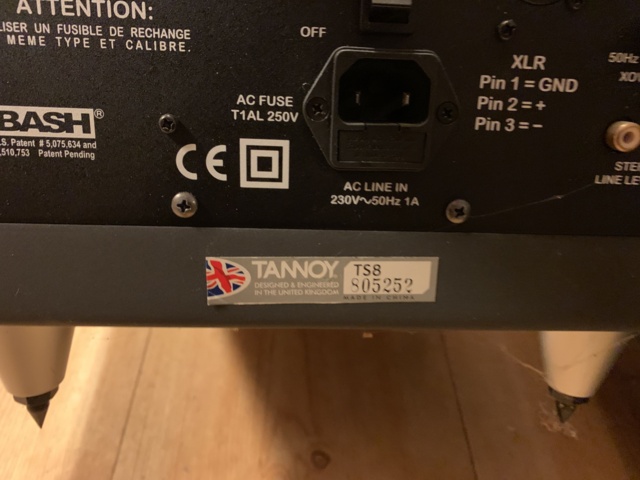 ATTENTION:
LISER UN FUSIBLE DE RECHANGE
MEME TYPE ET CALIBRE.
OFF
XLR
Pin 1 = GND
Pin 2 = +
Pin 3 = –
50Hz
AC FUSE
T1AL 250V
BASH®
.S. Patent # 5,075,634 and
,510,753 Patent Pending
CE
AC LINE IN
230V~50Hz 1A
STE
LINE LE
TANNOY
DESIGNED & ENGINEERED
IN THE UNITED KINGDOM
TS8
805252
MADE IN CHINA